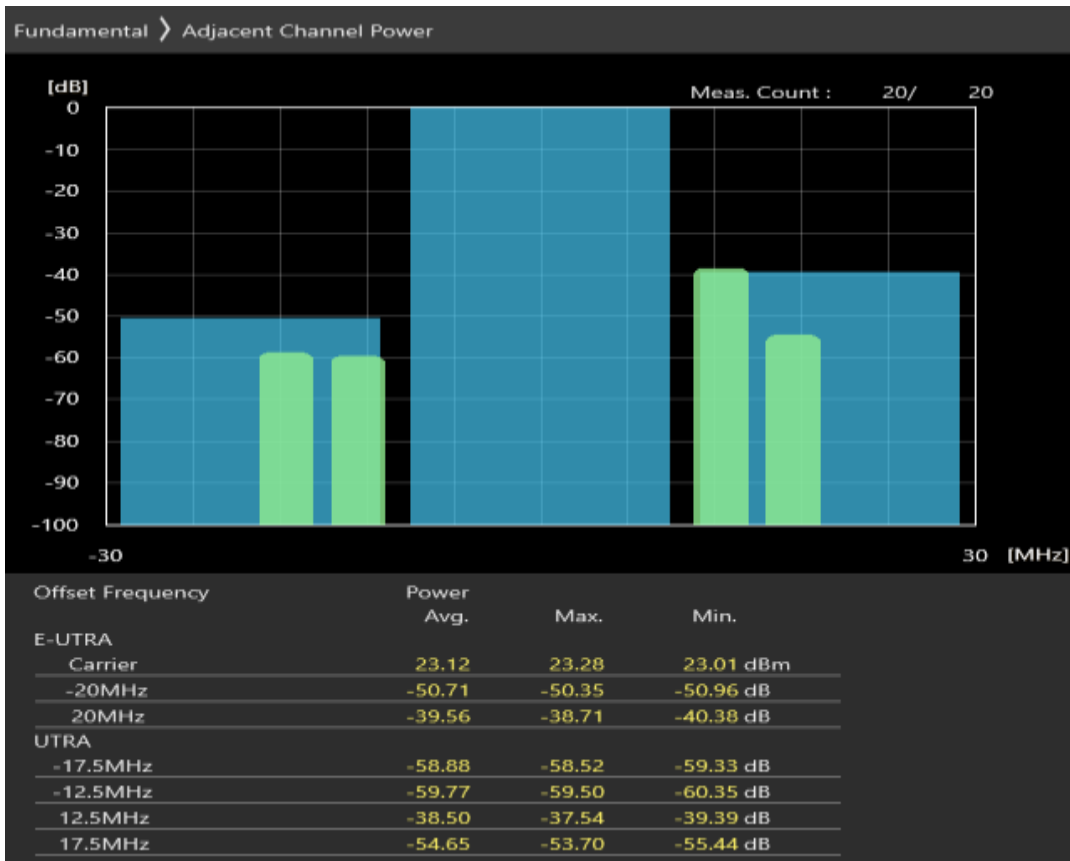 Fundamental ❭ Adjacent Channel Power
[dB]
Meas. Count : 20/ 20
0
-10
-20
-30
-40
-50
-60
-70
-80
-90
-100
-30 30 [MHz]
Offset Frequency Power
Avg. Max. Min.
E-UTRA
Carrier 23.12 23.28 23.01 dBm
-20MHz -50.71 -50.35 -50.96 dB
20MHz -39.56 -38.71 -40.38 dB
UTRA
-17.5MHz -58.88 -58.52 -59.33 dB
-12.5MHz -59.77 -59.50 -60.35 dB
12.5MHz -38.50 -37.54 -39.39 dB
17.5MHz -54.65 -53.70 -55.44 dB